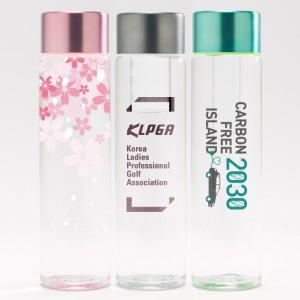 KLPGA
Korea
Ladies
Professional
Golf
Association
CARBON
FREE 2030
ISLAND